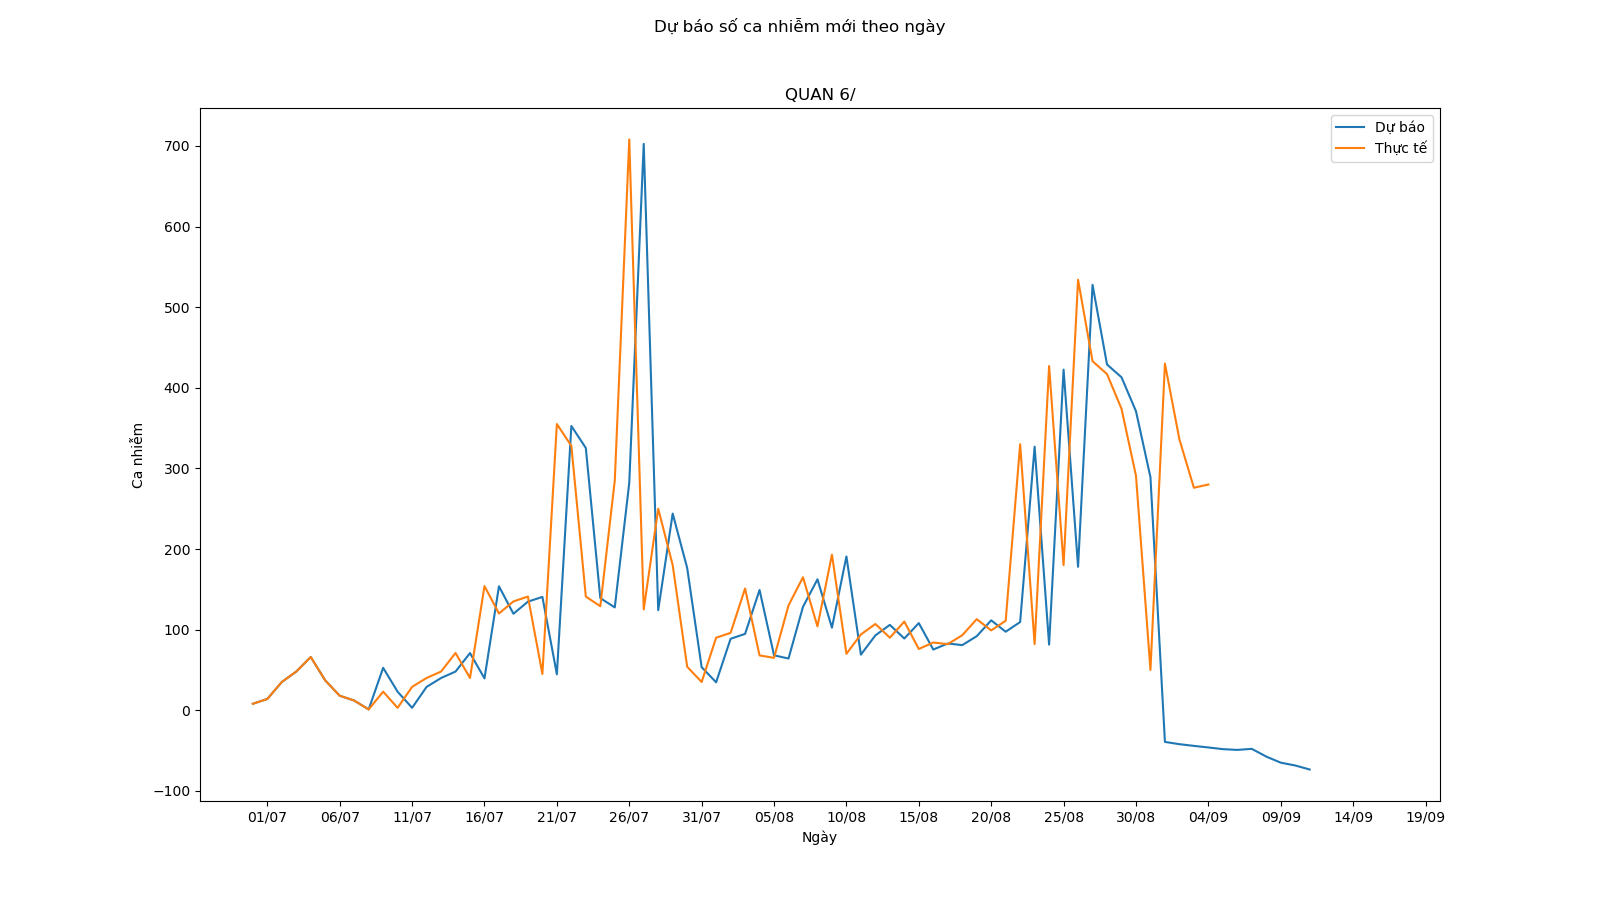 Dự báo số ca nhiễm mới theo ngày
QUAN 6/
Dự báo
Thực tế
700
600
500
400
300
200
100
0
−100
Ca nhiễm
01/07 06/07 11/07 16/07 21/07 26/07 31/07 05/08 10/08 15/08 20/08 25/08 30/08 04/09 09/09 14/09 19/09
Ngày